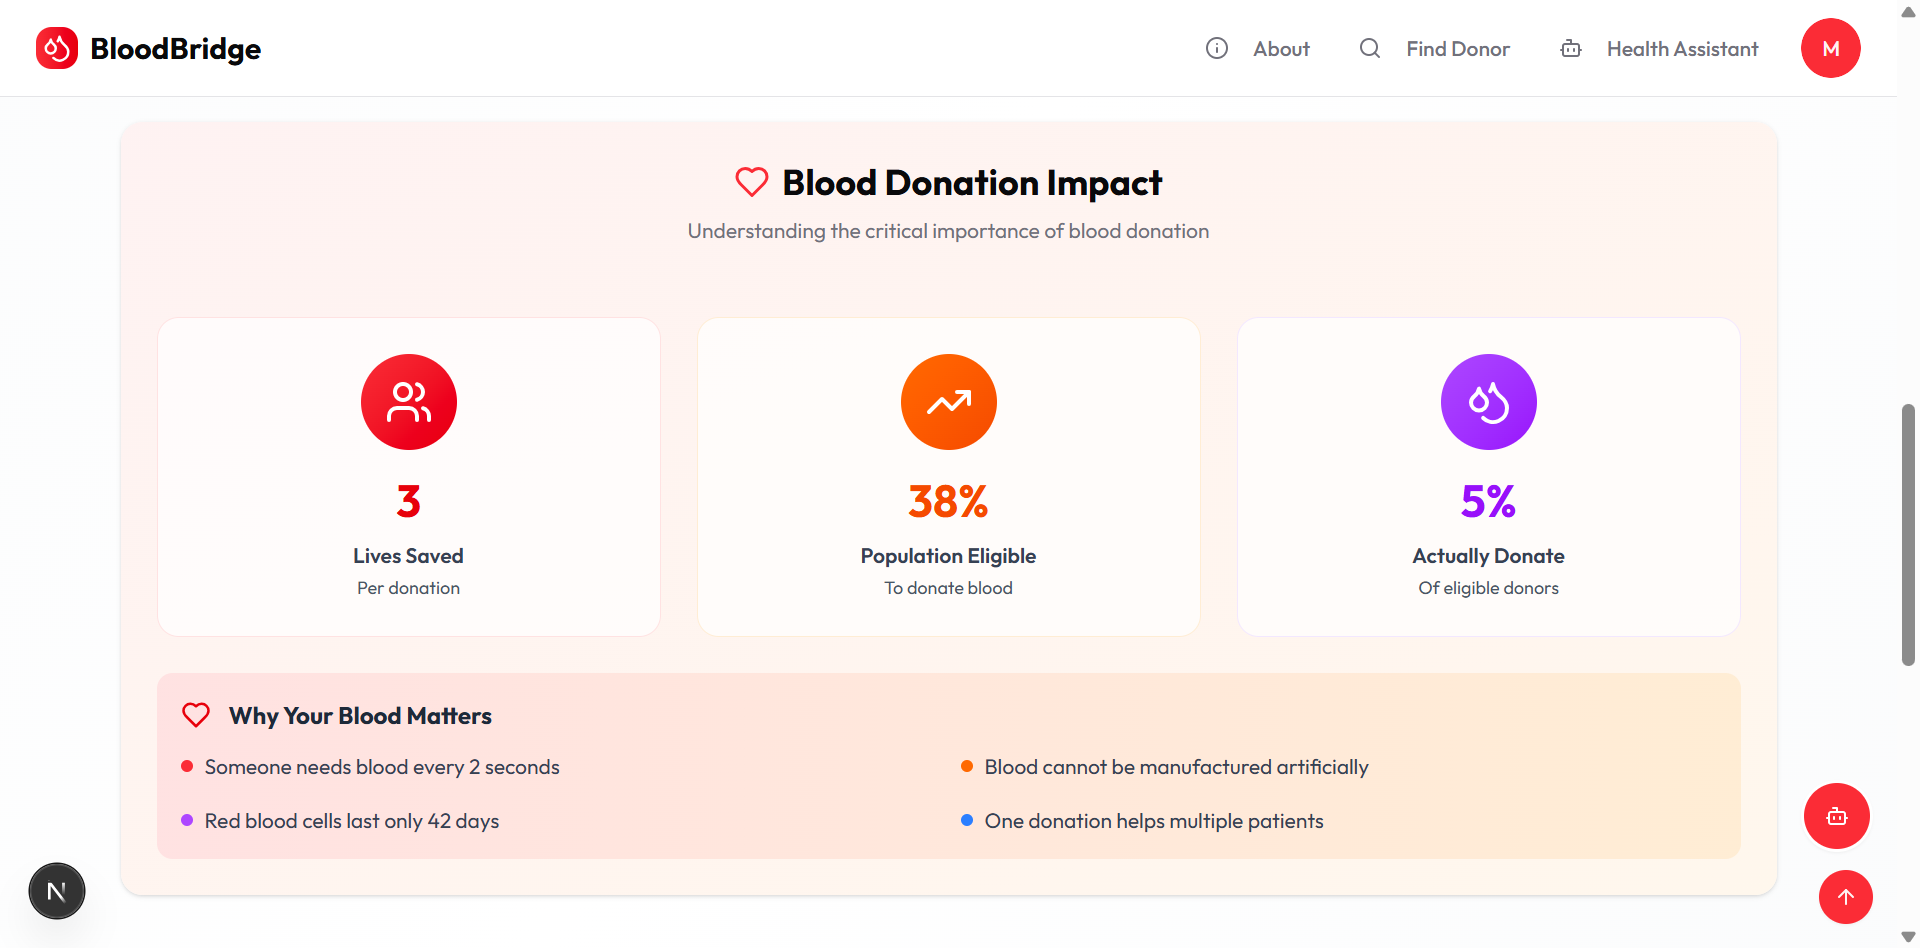 BloodBridge
About
Find Donor
Health Assistant
M
Blood Donation Impact
Understanding the critical importance of blood donation
3
Lives Saved
Per donation
38%
Population Eligible
To donate blood
5%
Actually Donate
Of eligible donors
Why Your Blood Matters
Someone needs blood every 2 seconds
Blood cannot be manufactured artificially
Red blood cells last only 42 days
One donation helps multiple patients
N